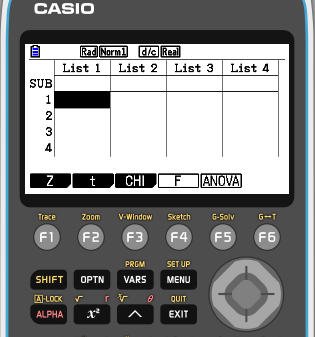 CASIO
Rad Norm1 d/c Real
List 1 List 2 List 3 List 4
SUB
1
2
3
4
Z t CHI F ANOVA
Trace Zoom V-Window Sketch G-Solv G↔T
F1 F2 F3 F4 F5 F6
PRGM SET UP
SHIFT OPTN VARS MENU
A-LOCK √ r ∛ θ QUIT
ALPHA x² ^ EXIT